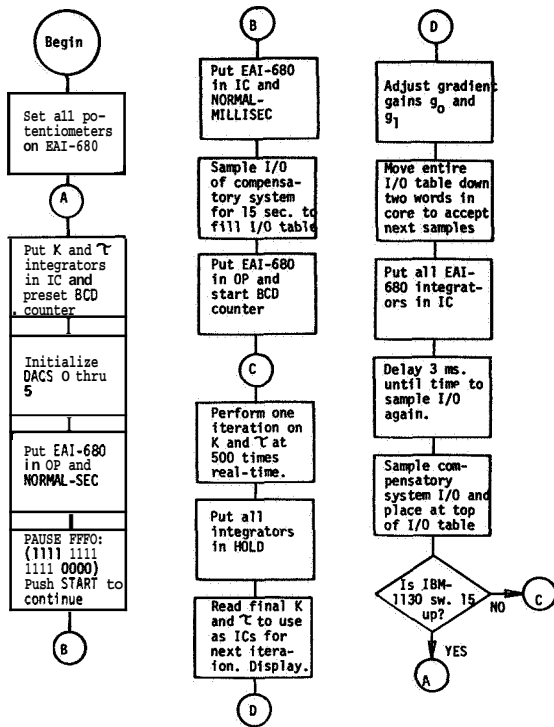 Begin
Set all po-
tentiometers
on EAI-680
A
Put K and τ
integrators
in IC and
preset BCD
counter
Initialize
DACS 0 thru
5
Put EAI-680
in OP and
NORMAL-SEC
PAUSE FFFO:
(1111 1111
1111 0000)
Push START to
continue
B
B
Put EAI-680
in IC and
NORMAL-
MILLISEC
Sample I/O
of compensa-
tory system
for 15 sec. to
fill I/O table
Put EAI-680
in OP and
start BCD
counter
C
Perform one
iteration on
K and τ at
500 times
real-time.
Put all
integrators
in HOLD
Read final K
and τ to use
as ICs for
next itera-
tion. Display.
D
D
Adjust gradient
gains g₀ and
g₁
Move entire
I/O table down
two words in
core to accept
next samples
Put all EAI-
680 integrat-
ors in IC
Delay 3 ms.
until time to
sample I/O
again.
Sample com-
pensatory
system I/O and
place at top
of I/O table
Is IBM-
1130 sw. 15
up?
NO
C
YES
A